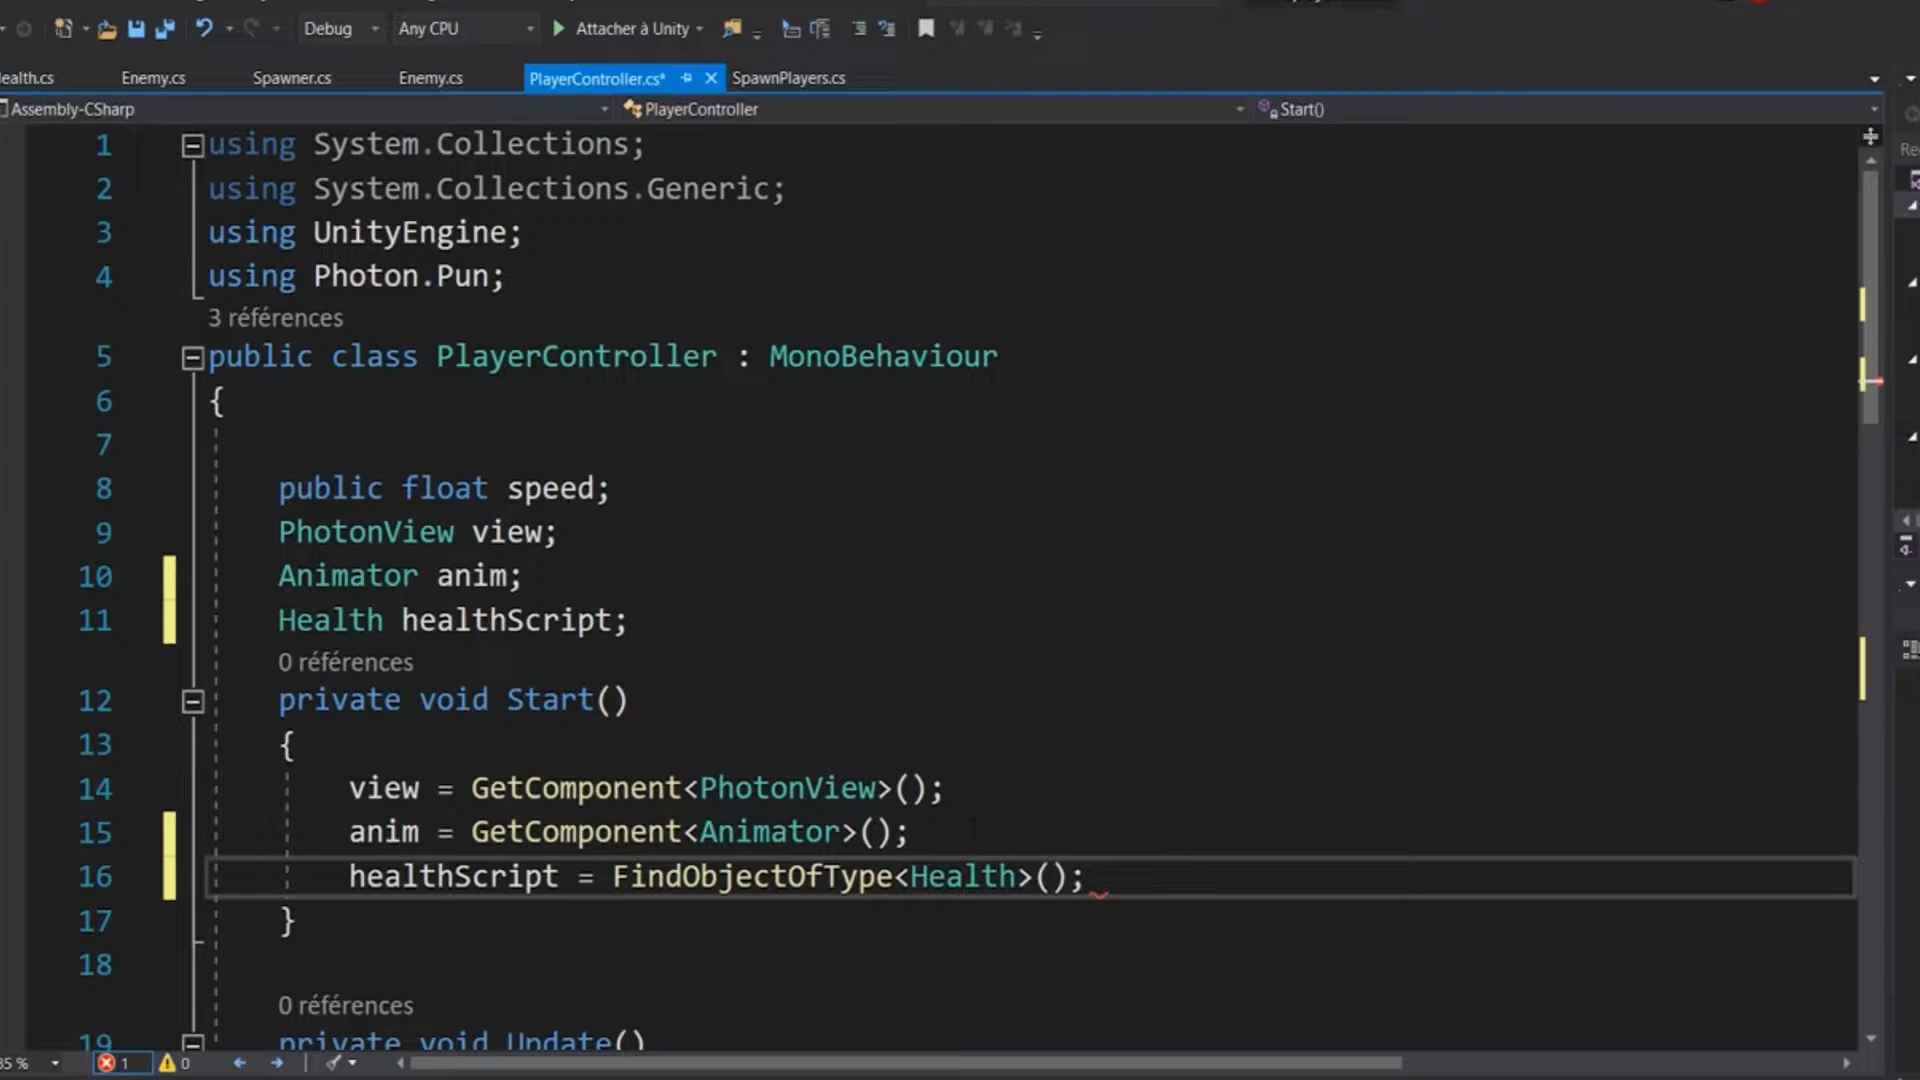 Debug Any CPU Attacher à Unity
ealth.cs Enemy.cs Spawner.cs Enemy.cs PlayerController.cs* SpawnPlayers.cs
Assembly-CSharp PlayerController Start()
1 using System.Collections;
2 using System.Collections.Generic;
3 using UnityEngine;
4 using Photon.Pun;
3 références
5 public class PlayerController : MonoBehaviour
6 {
7
8 public float speed;
9 PhotonView view;
10 Animator anim;
11 Health healthScript;
0 références
12 private void Start()
13 {
14 view = GetComponent<PhotonView>();
15 anim = GetComponent<Animator>();
16 healthScript = FindObjectOfType<Health>();
17 }
18
0 références
19 private void Update()
35 % 1 0
Re